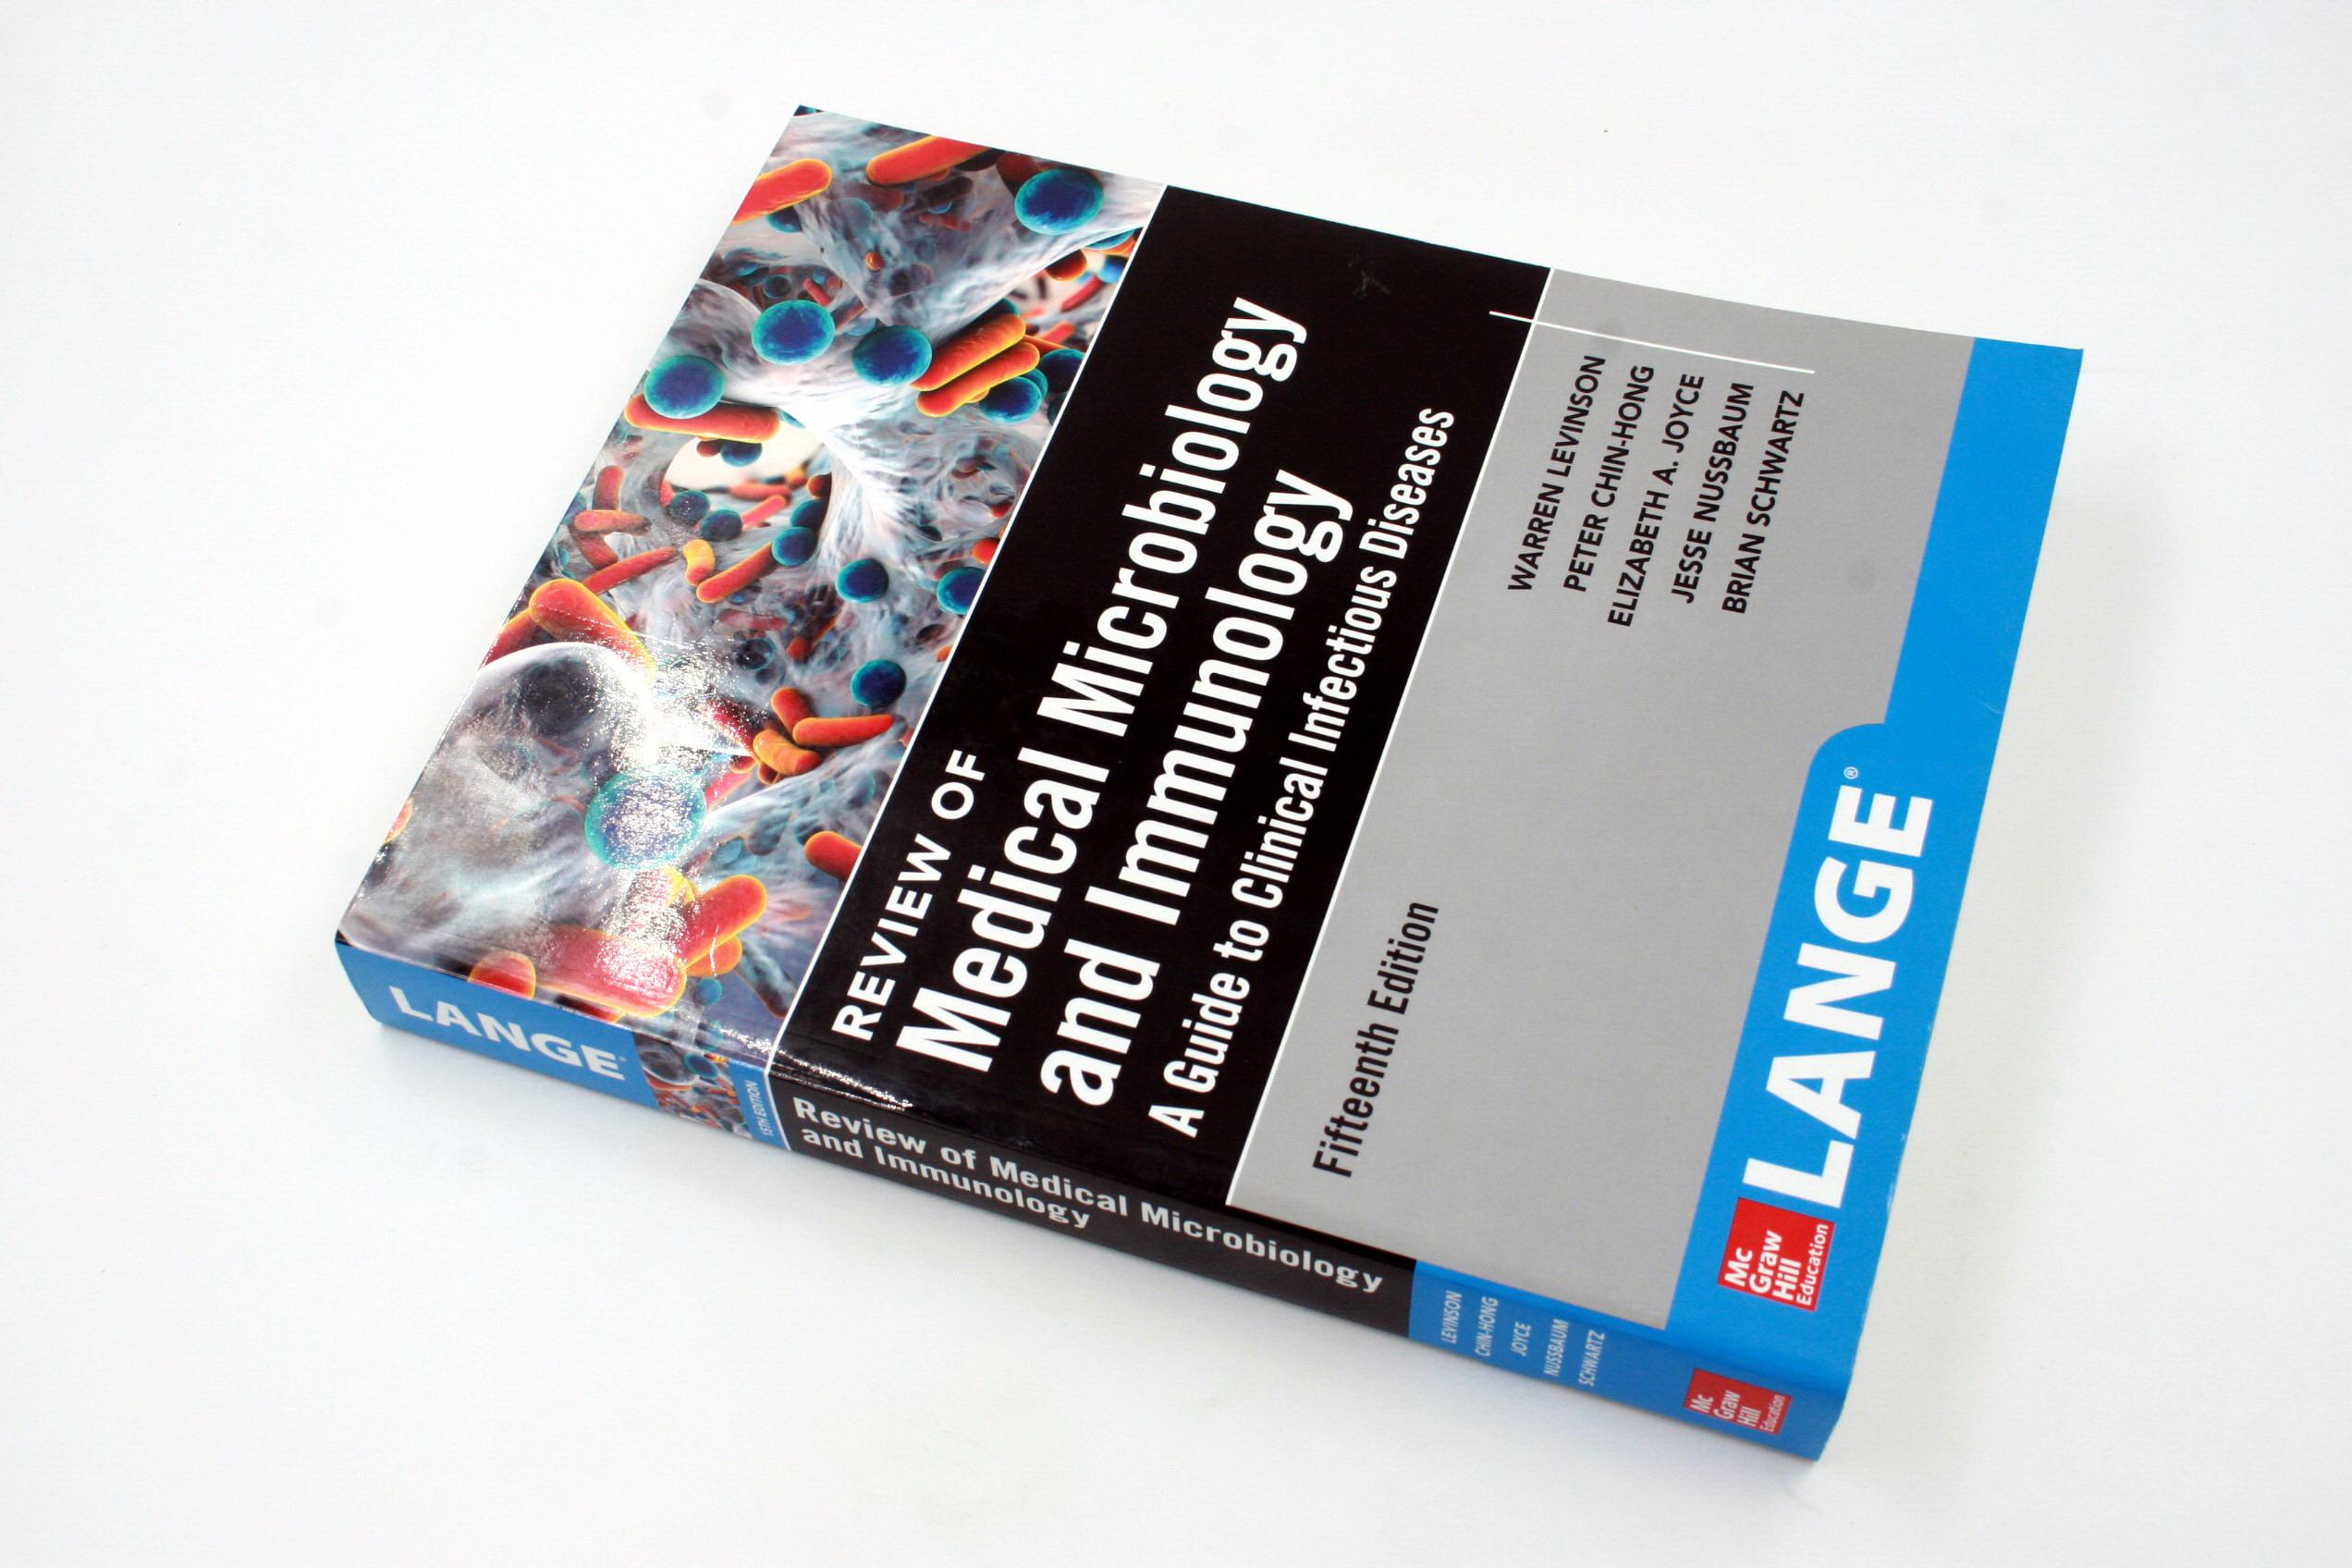 REVIEW OF
Medical Microbiology
and Immunology
A Guide to Clinical Infectious Diseases
WARREN LEVINSON
PETER CHIN-HONG
ELIZABETH A. JOYCE
JESSE NUSSBAUM
BRIAN SCHWARTZ
Fifteenth Edition
Mc
Graw
Hill
Education
LANGE®
LANGE®
15TH EDITION
Review of Medical Microbiology
and Immunology
LEVINSON
CHIN-HONG
JOYCE
NUSSBAUM
SCHWARTZ
Mc
Graw
Hill
Education